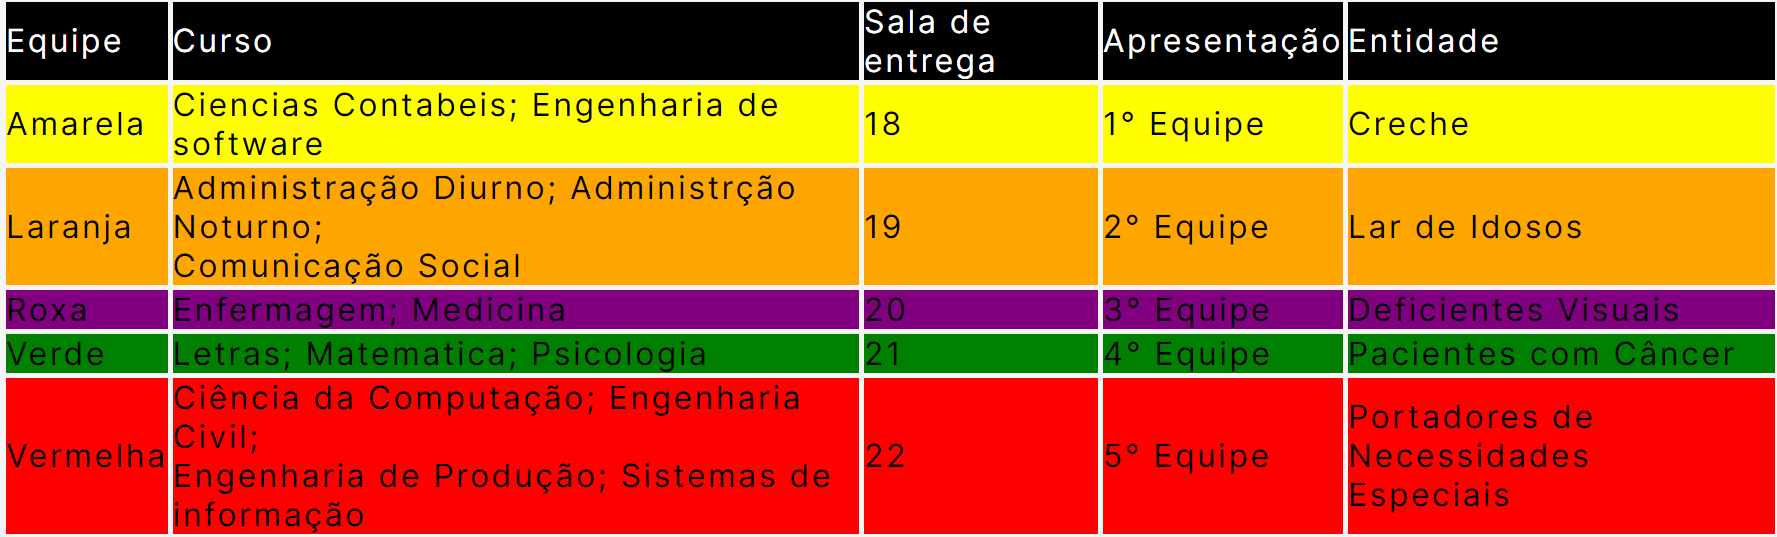 Equipe Curso Sala de entrega Apresentação Entidade
Amarela Ciencias Contabeis; Engenharia de software 18 1° Equipe Creche
Laranja Administração Diurno; Administrção Noturno; Comunicação Social 19 2° Equipe Lar de Idosos
Roxa Enfermagem; Medicina 20 3° Equipe Deficientes Visuais
Verde Letras; Matematica; Psicologia 21 4° Equipe Pacientes com Câncer
Vermelha Ciência da Computação; Engenharia Civil; Engenharia de Produção; Sistemas de informação 22 5° Equipe Portadores de Necessidades Especiais